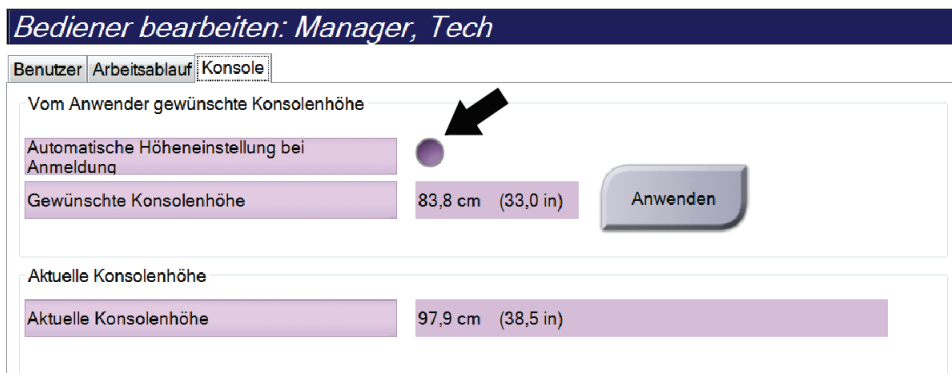 Bediener bearbeiten: Manager, Tech
Benutzer Arbeitsablauf Konsole
Vom Anwender gewünschte Konsolenhöhe
Automatische Höheneinstellung bei
Anmeldung
Gewünschte Konsolenhöhe 83,8 cm (33,0 in) Anwenden
Aktuelle Konsolenhöhe
Aktuelle Konsolenhöhe 97,9 cm (38,5 in)